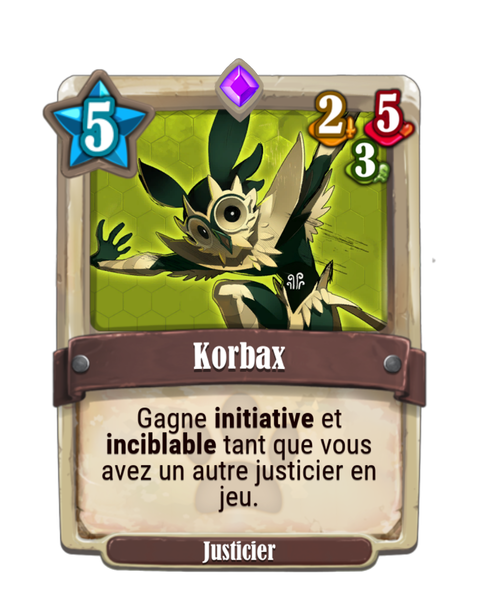 5
2 5
3
Korbax
Gagne initiative et
inciblable tant que vous
avez un autre justicier en
jeu.
Justicier